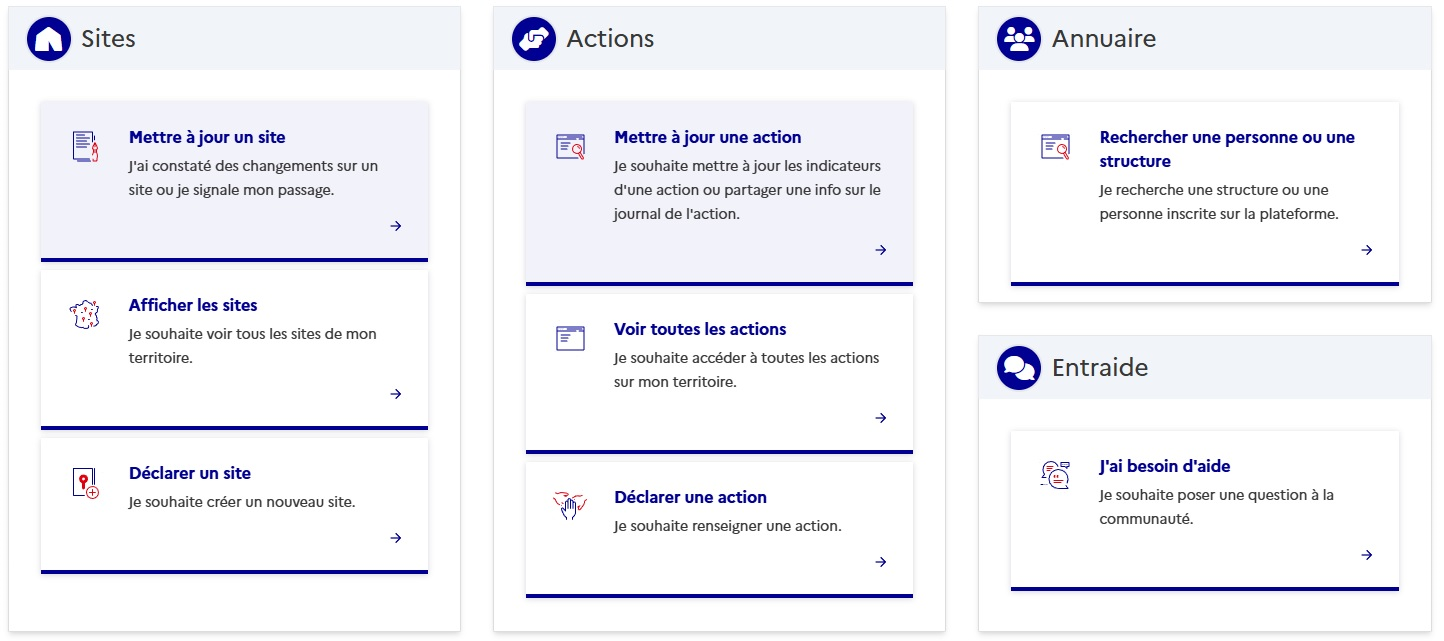 Sites
Mettre à jour un site
J'ai constaté des changements sur un
site ou je signale mon passage.
Afficher les sites
Je souhaite voir tous les sites de mon
territoire.
Déclarer un site
Je souhaite créer un nouveau site.
Actions
Mettre à jour une action
Je souhaite mettre à jour les indicateurs
d'une action ou partager une info sur le
journal de l'action.
Voir toutes les actions
Je souhaite accéder à toutes les actions
sur mon territoire.
Déclarer une action
Je souhaite renseigner une action.
Annuaire
Rechercher une personne ou une
structure
Je recherche une structure ou une
personne inscrite sur la plateforme.
Entraide
J'ai besoin d'aide
Je souhaite poser une question à la
communauté.